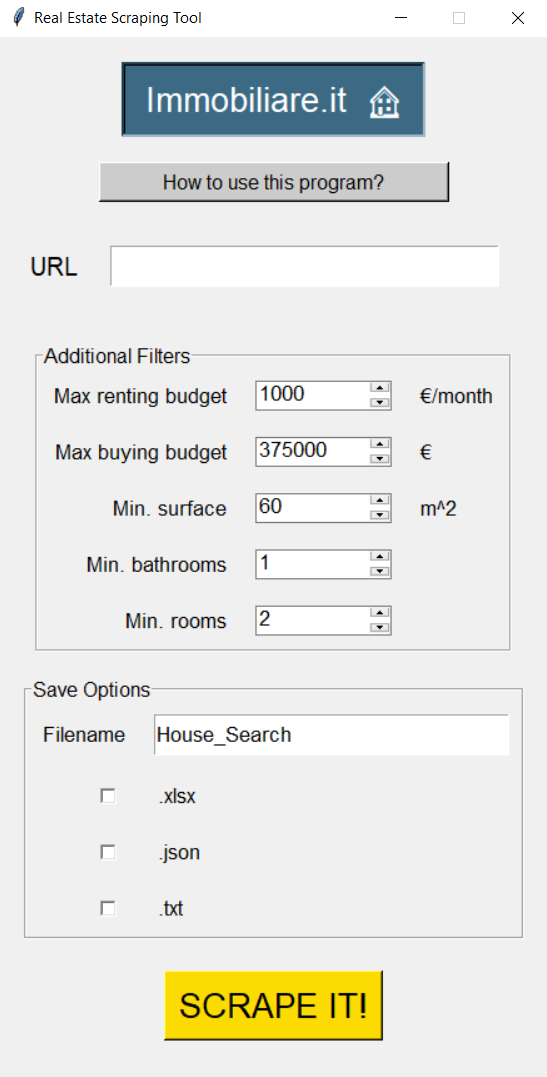 Real Estate Scraping Tool
Immobiliare.it
How to use this program?
URL
Additional Filters
Max renting budget 1000 €/month
Max buying budget 375000 €
Min. surface 60 m^2
Min. bathrooms 1
Min. rooms 2
Save Options
Filename House_Search
.xlsx
.json
.txt
SCRAPE IT!